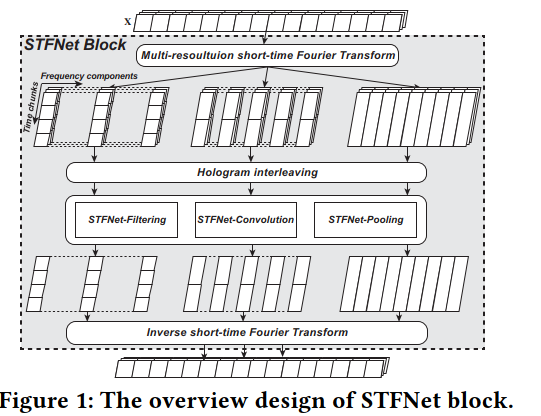 X
STFNet Block
Multi-resoultuion short-time Fourier Transform
Frequency components
Time chunks
Hologram interleaving
STFNet-Filtering
STFNet-Convolution
STFNet-Pooling
Inverse short-time Fourier Transform
Figure 1: The overview design of STFNet block.